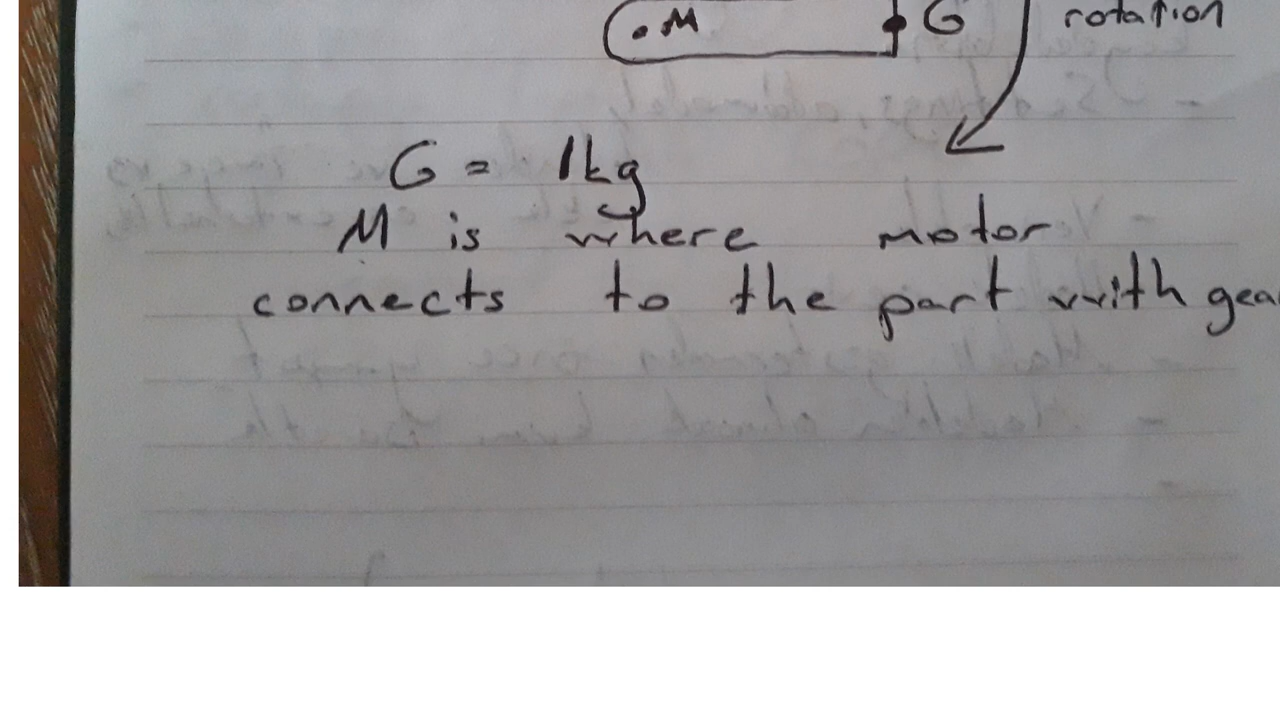 M G rotation
G = 1kg
M is where motor
connects to the part with gea